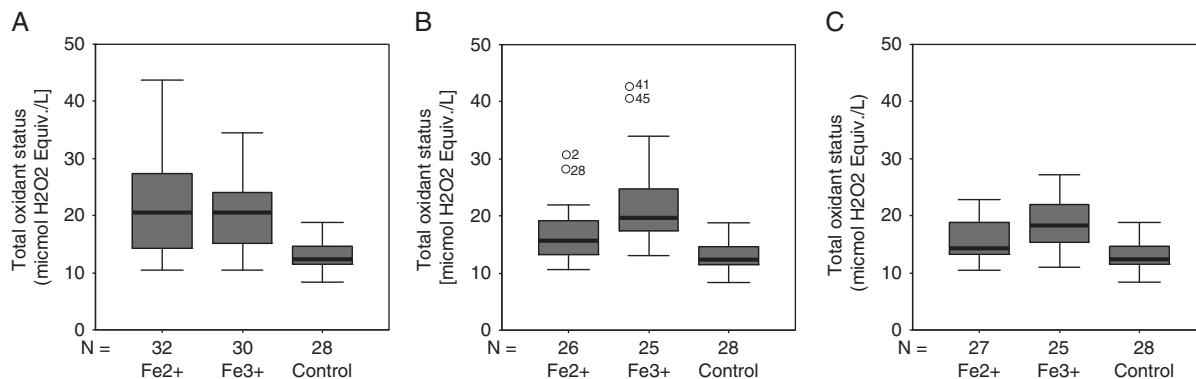 A
Total oxidant status
(micmol H2O2 Equiv./L]
50
40
30
20
10
0
N =
32
30
28
Fe2+
Fe3+
Control
B
Total oxidant status
[micmol H2O2 Equiv./L]
50
40
30
20
10
0
41
45
2
28
N =
26
25
28
Fe2+
Fe3+
Control
C
Total oxidant status
(micmol H2O2 Equiv./L)
50
40
30
20
10
0
N =
27
25
28
Fe2+
Fe3+
Control